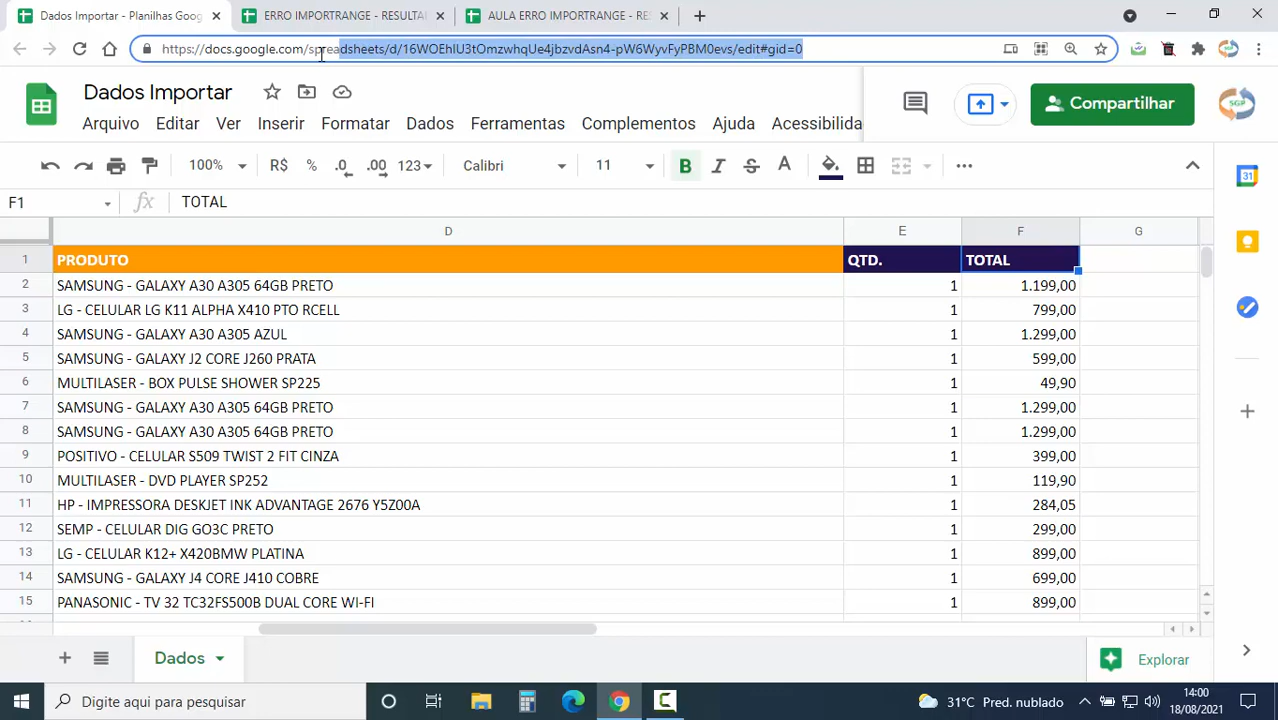 Dados Importar - Planilhas Goog
ERRO IMPORTRANGE - RESULTA
AULA ERRO IMPORTRANGE - RES
https://docs.google.com/spreadsheets/d/16WOEhlU3tOmzwhqUe4jbzvdAsn4-pW6WyvFyPBM0evs/edit#gid=0
Dados Importar
Compartilhar
SGP
Arquivo Editar Ver Inserir Formatar Dados Ferramentas Complementos Ajuda Acessibilida
100% R$ % .0 .00 123 Calibri 11 B I S A
31
F1 fx TOTAL
D E F G
1 PRODUTO QTD. TOTAL
2 SAMSUNG - GALAXY A30 A305 64GB PRETO 1 1.199,00
3 LG - CELULAR LG K11 ALPHA X410 PTO RCELL 1 799,00
4 SAMSUNG - GALAXY A30 A305 AZUL 1 1.299,00
5 SAMSUNG - GALAXY J2 CORE J260 PRATA 1 599,00
6 MULTILASER - BOX PULSE SHOWER SP225 1 49,90
7 SAMSUNG - GALAXY A30 A305 64GB PRETO 1 1.299,00
8 SAMSUNG - GALAXY A30 A305 64GB PRETO 1 1.299,00
9 POSITIVO - CELULAR S509 TWIST 2 FIT CINZA 1 399,00
10 MULTILASER - DVD PLAYER SP252 1 119,90
11 HP - IMPRESSORA DESKJET INK ADVANTAGE 2676 Y5Z00A 1 284,05
12 SEMP - CELULAR DIG GO3C PRETO 1 299,00
13 LG - CELULAR K12+ X420BMW PLATINA 1 899,00
14 SAMSUNG - GALAXY J4 CORE J410 COBRE 1 699,00
15 PANASONIC - TV 32 TC32FS500B DUAL CORE WI-FI 1 899,00
Dados
Explorar
Digite aqui para pesquisar
31°C Pred. nublado
14:00
18/08/2021